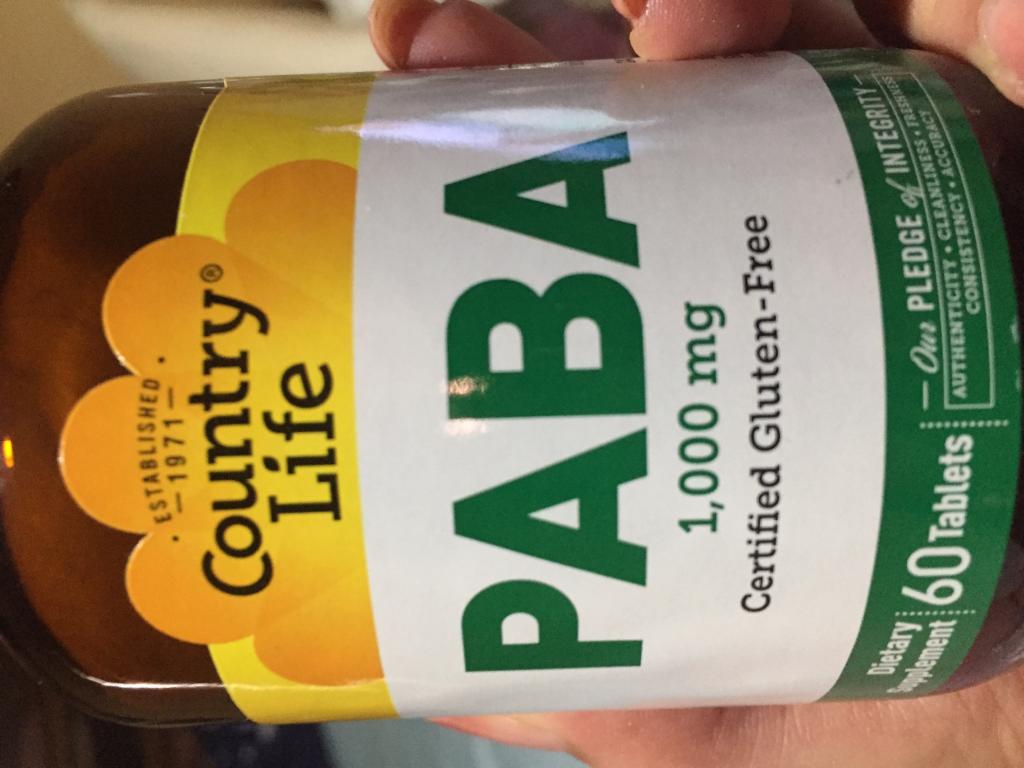 · ESTABLISHED ·
— 1971 —
Country
Life®
PABA
1,000 mg
Certified Gluten-Free
Dietary
Supplement
60 Tablets
— Our PLEDGE of INTEGRITY —
AUTHENTICITY • CLEANLINESS • FRESHNESS
CONSISTENCY • ACCURACY